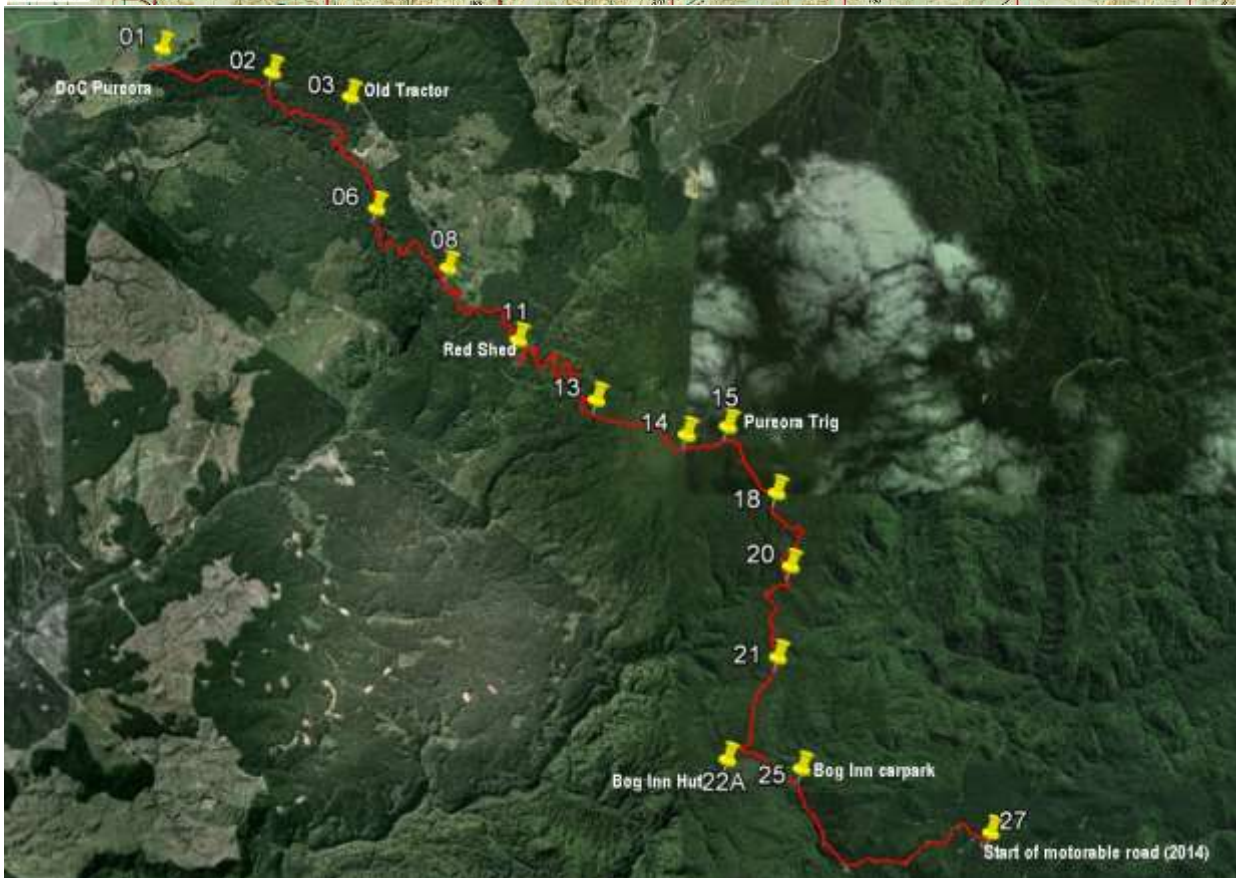 01
02
DoC Pureora
03 Old Tractor
06
08
11
Red Shed
13
14
15
Pureora Trig
18
20
21
Bog Inn Hut 22A
25 Bog Inn carpark
27
Start of motorable road (2014)